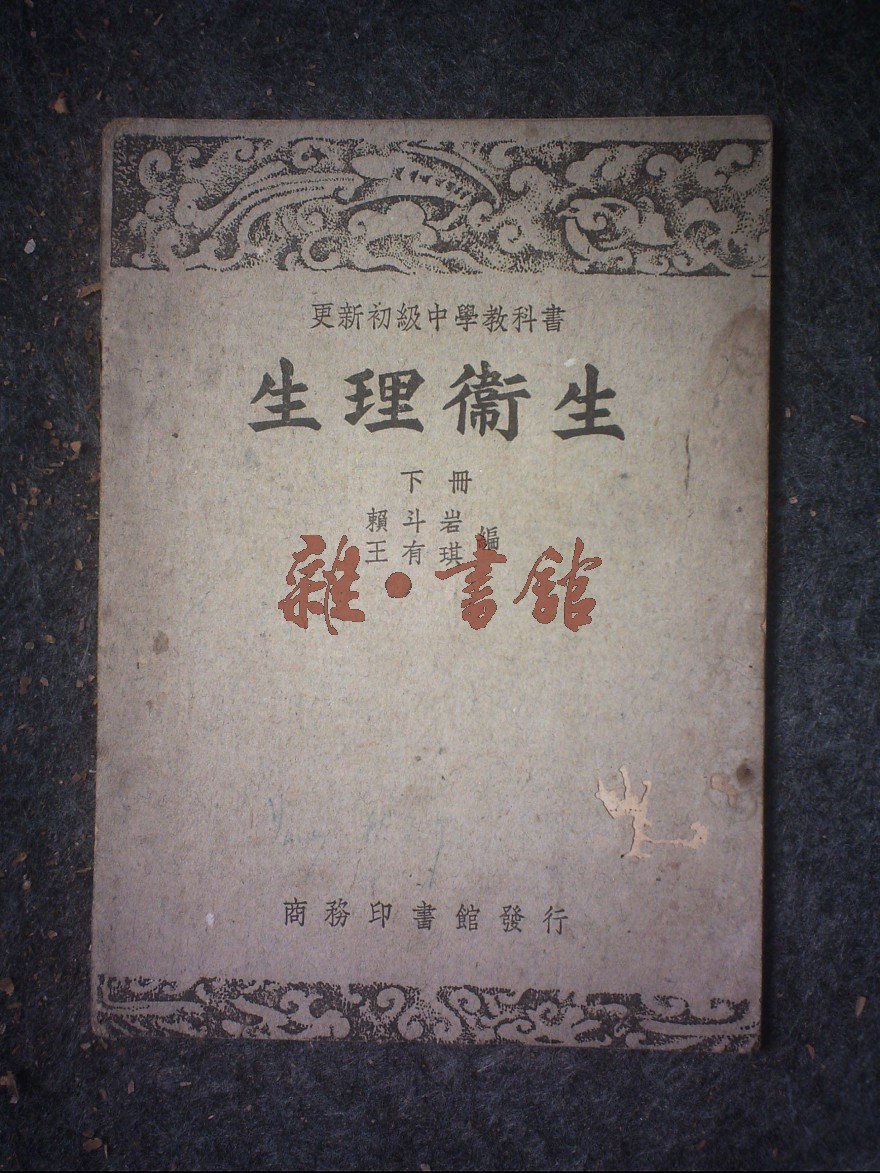 更新初級中學教科書
生理衞生
下冊
賴斗岩
王有琪
編
雜·書館
商務印書館發行